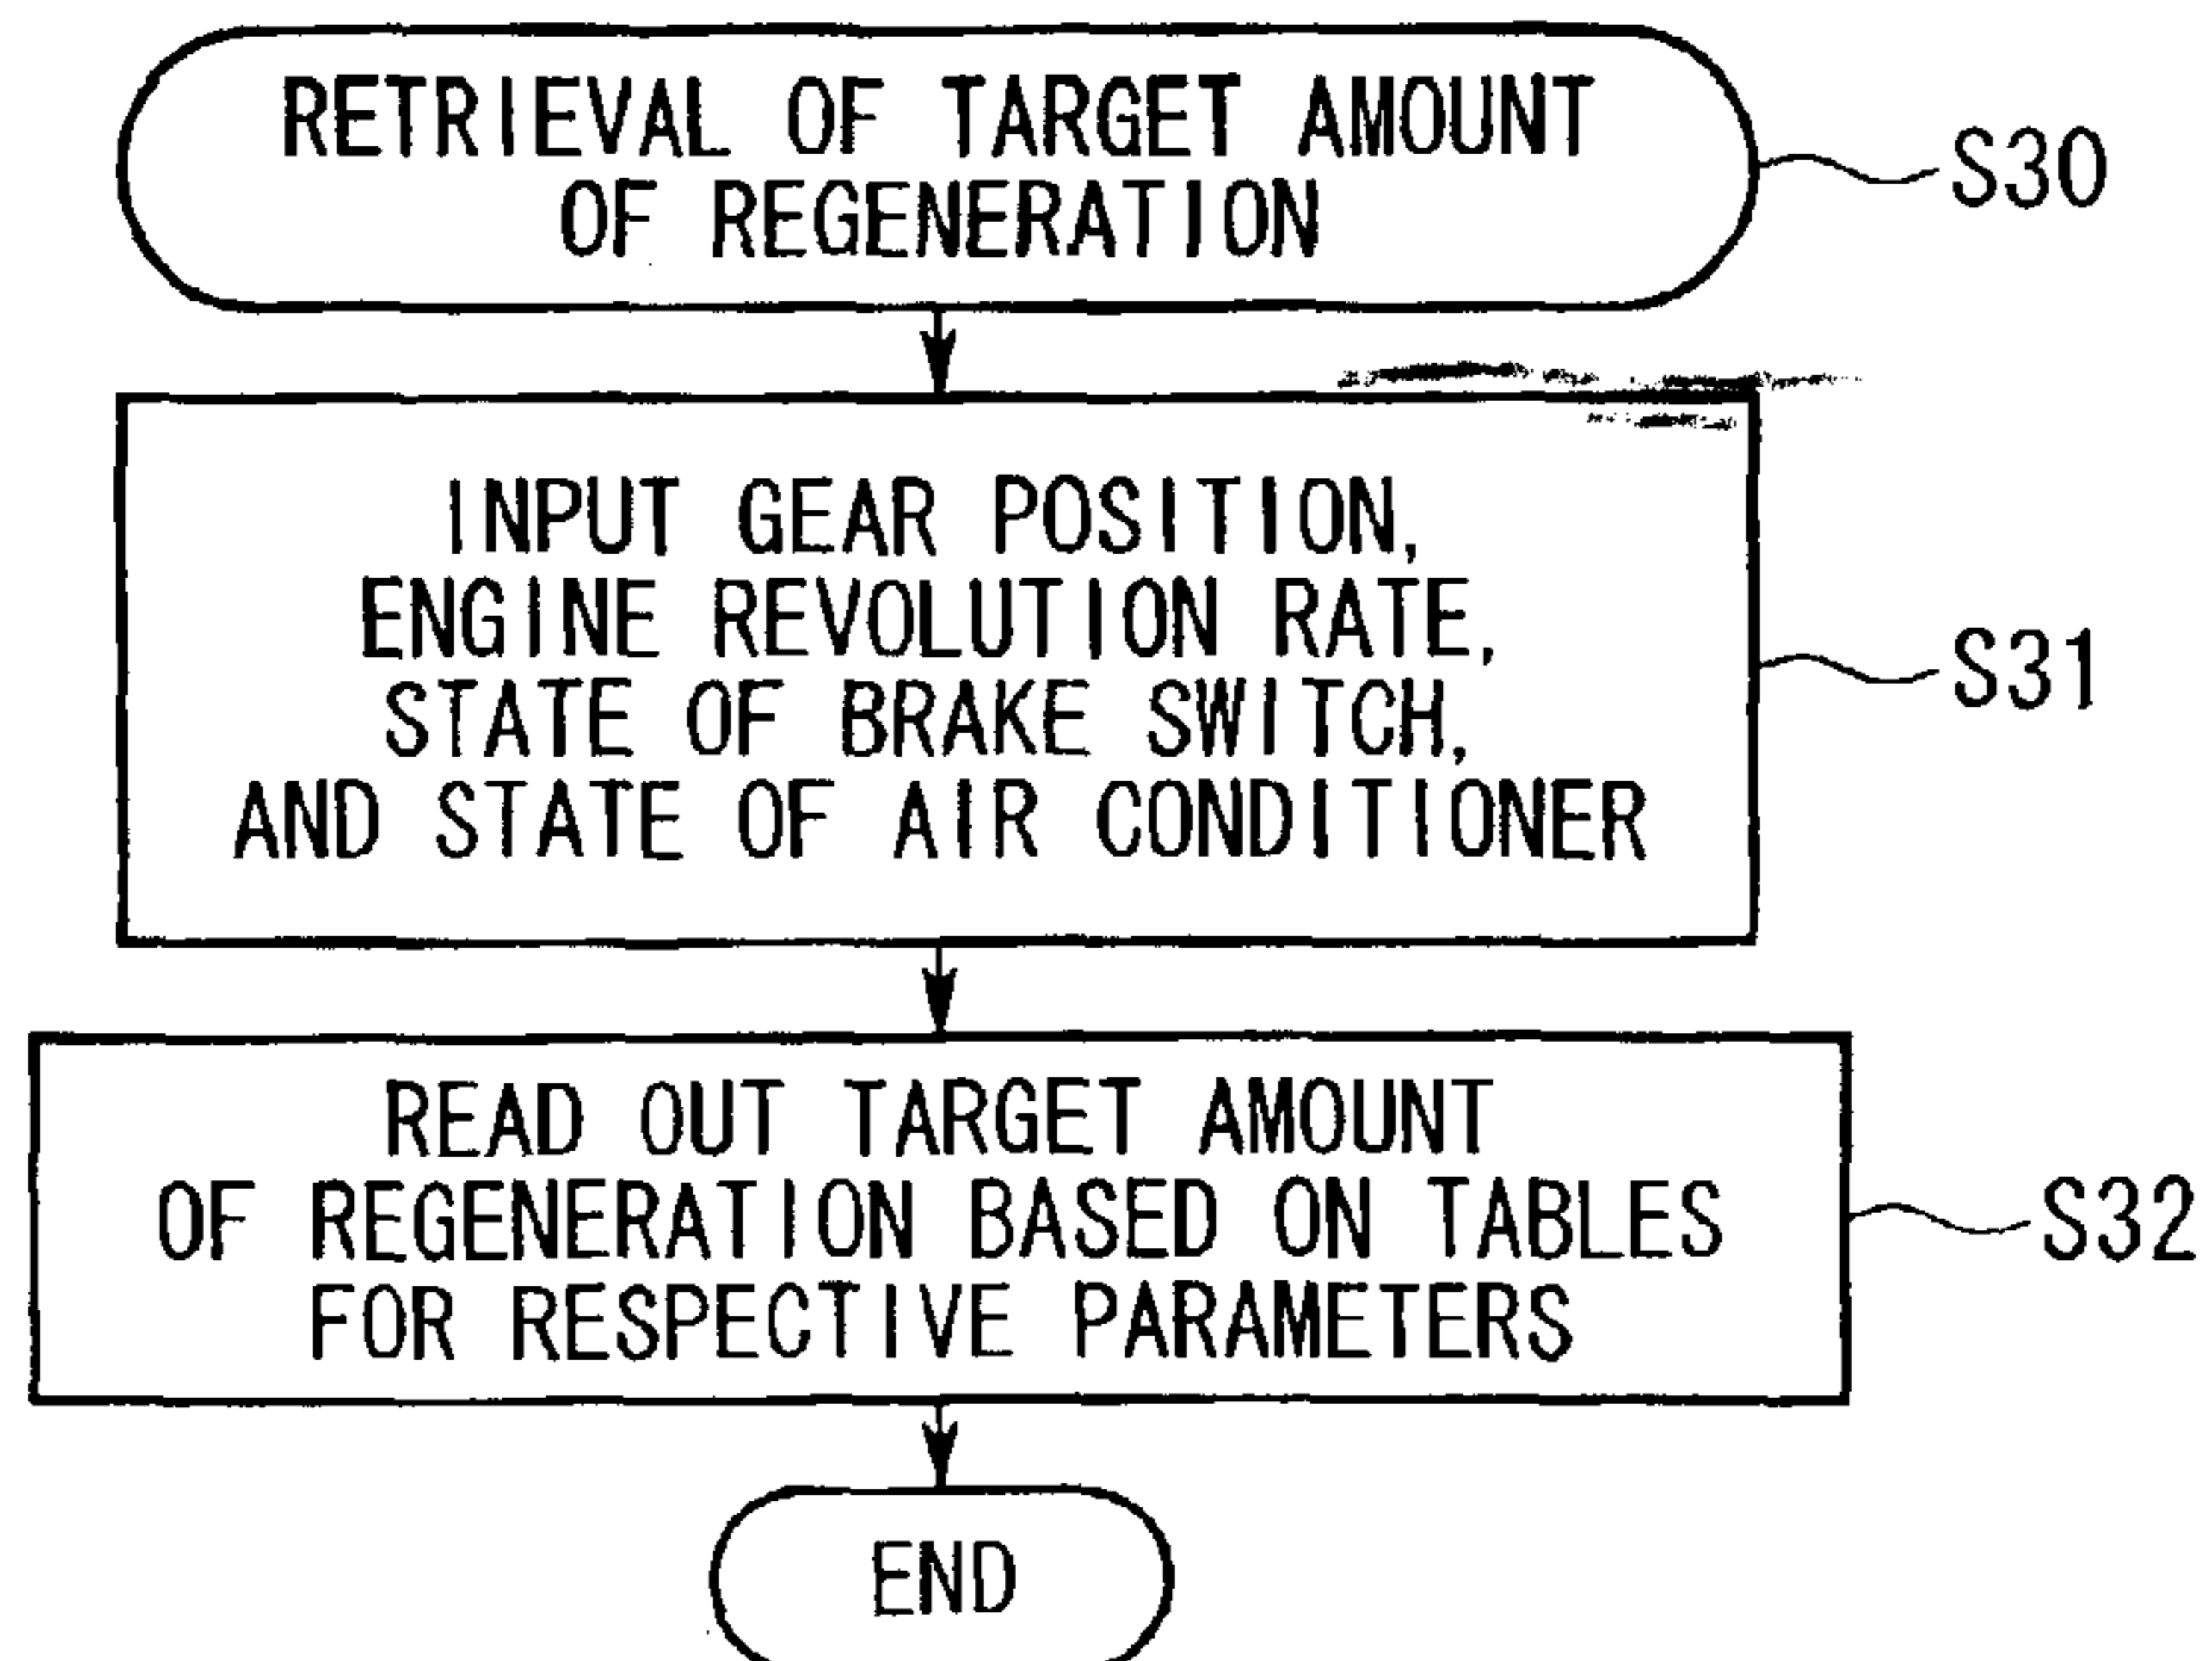 RETRIEVAL OF TARGET AMOUNT
OF REGENERATION
S30
INPUT GEAR POSITION,
ENGINE REVOLUTION RATE,
STATE OF BRAKE SWITCH,
AND STATE OF AIR CONDITIONER
S31
READ OUT TARGET AMOUNT
OF REGENERATION BASED ON TABLES
FOR RESPECTIVE PARAMETERS
S32
END